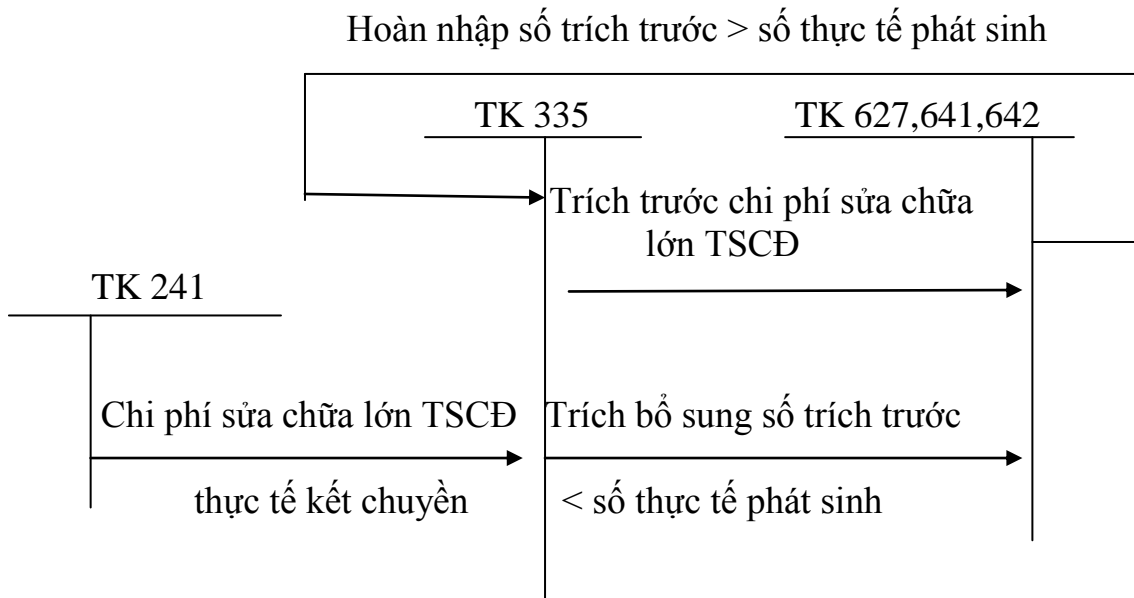 Hoàn nhập số trích trước > số thực tế phát sinh
TK 335
TK 627,641,642
Trích trước chi phí sửa chữa
lớn TSCĐ
TK 241
Chi phí sửa chữa lớn TSCĐ
thực tế kết chuyền
Trích bổ sung số trích trước
< số thực tế phát sinh